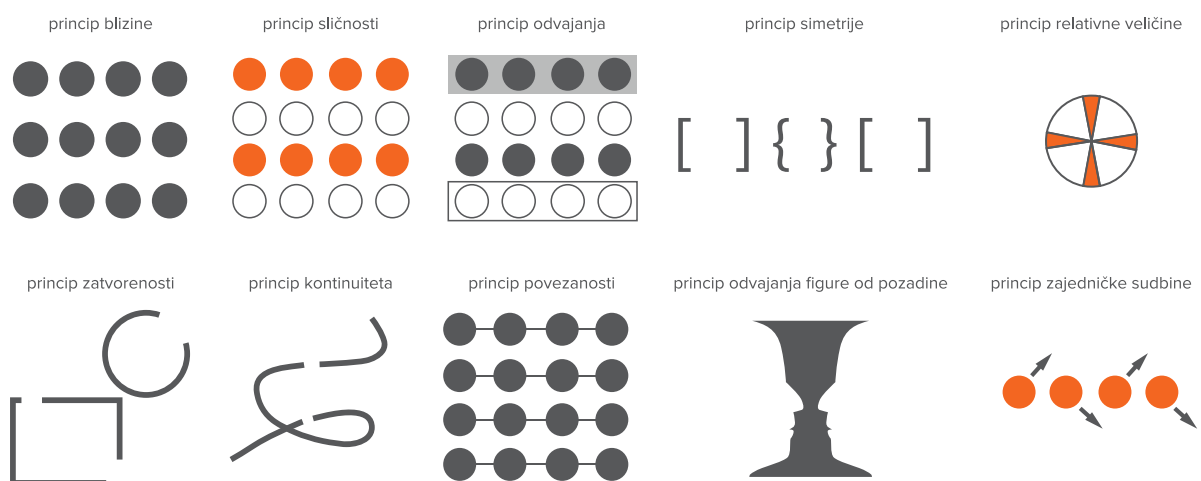 princip blizine
princip sličnosti
princip odvajanja
princip simetrije
princip relativne veličine
[ ] { } [ ]
princip zatvorenosti
princip kontinuiteta
princip povezanosti
princip odvajanja figure od pozadine
princip zajedničke sudbine